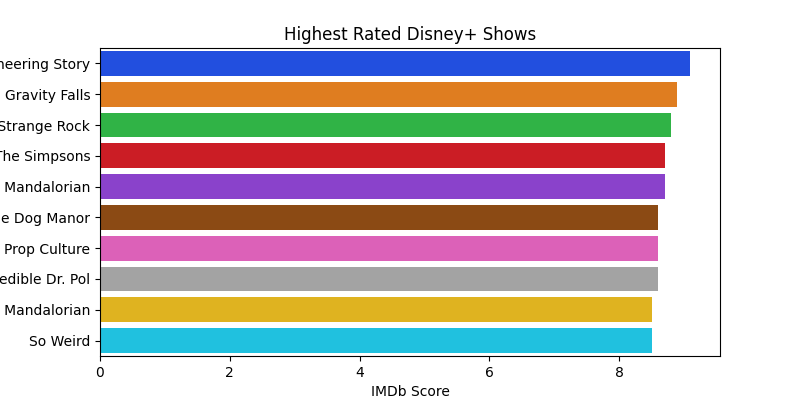 Highest Rated Disney+ Shows
neering Story
Gravity Falls
Strange Rock
The Simpsons
Mandalorian
e Dog Manor
Prop Culture
edible Dr. Pol
Mandalorian
So Weird
0 2 4 6 8
IMDb Score